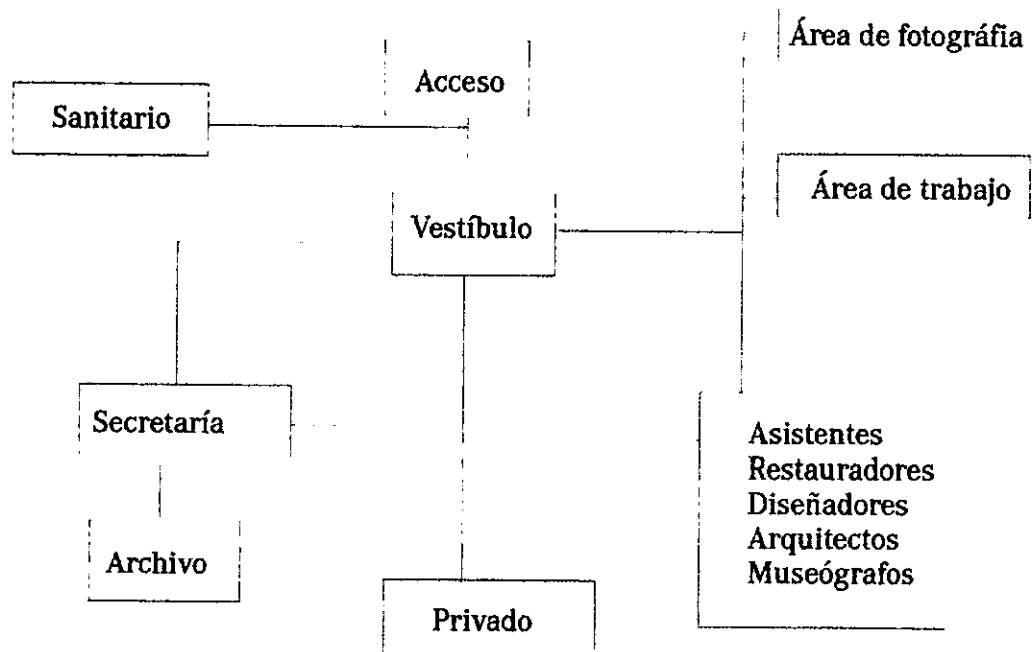 Área de fotográfia
Acceso
Sanitario
Área de trabajo
Vestíbulo
Secretaría
Asistentes
Restauradores
Diseñadores
Arquitectos
Museógrafos
Archivo
Privado